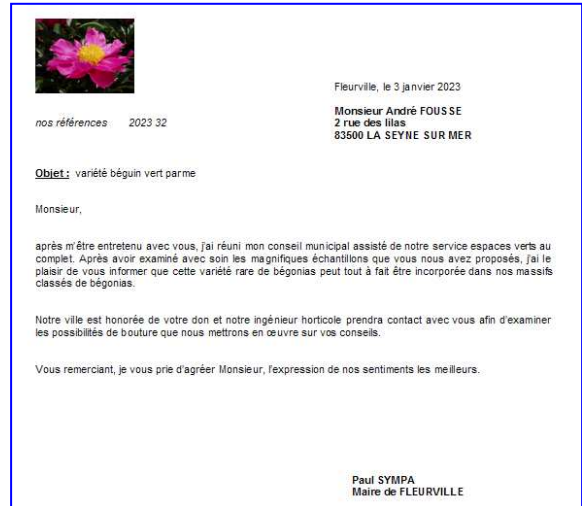 Fleurville, le 3 janvier 2023
Monsieur André FOUSSE
nos références 2023 32
2 rue des lilas
83500 LA SEYNE SUR MER
Objet : variété béguin vert parme
Monsieur,
après m'être entretenu avec vous, j'ai réuni mon conseil municipal assisté de notre service espaces verts au
complet. Après avoir examiné avec soin les magnifiques échantillons que vous nous avez proposés, j'ai le
plaisir de vous informer que cette variété rare de bégonias peut tout à fait être incorporée dans nos massifs
classés de bégonias.
Notre ville est honorée de votre don et notre ingénieur horticole prendra contact avec vous afin d'examiner
les possibilités de bouture que nous mettrons en œuvre sur vos conseils.
Vous remerciant, je vous prie d'agréer Monsieur, l'expression de nos sentiments les meilleurs.
Paul SYMPA
Maire de FLEURVILLE